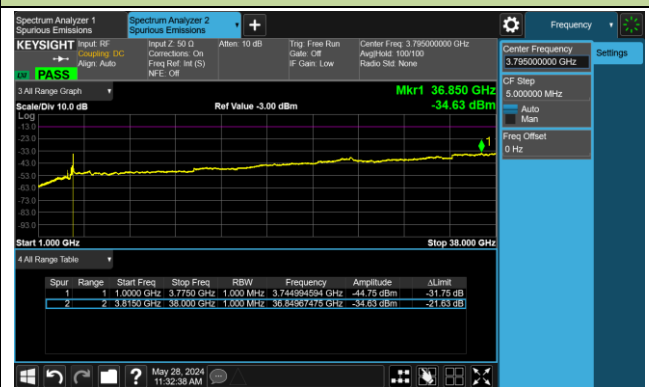 Spectrum Analyzer 1
Spurious Emissions
Spectrum Analyzer 2
Spurious Emissions
Frequency
KEYSIGHT
Input: RF
Coupling: DC
Align: Auto
Input Z: 50 Ω
Corrections: On
Freq Ref: Int (S)
NFE: Off
Atten: 10 dB
Trig: Free Run
Gate: Off
IF Gain: Low
Center Freq: 3.795000000 GHz
Avg|Hold: 100/100
Radio Std: None
PASS
Center Frequency
3.795000000 GHz
Settings
CF Step
5.000000 MHz
Auto
Man
Freq Offset
0 Hz
3 All Range Graph
Mkr1 36.850 GHz
Scale/Div 10.0 dB
Ref Value -3.00 dBm
-34.63 dBm
Log
-13.0
-23.0
-33.0
-43.0
-53.0
-63.0
-73.0
-83.0
-93.0
1
Start 1.000 GHz
Stop 38.000 GHz
4 All Range Table
Spur Range Start Freq Stop Freq RBW Frequency Amplitude ΔLimit
1 1 1.0000 GHz 3.7750 GHz 1.000 MHz 3.744994594 GHz -44.75 dBm -31.75 dB
2 2 3.8150 GHz 38.000 GHz 1.000 MHz 36.84967475 GHz -34.63 dBm -21.63 dB
?
May 28, 2024
11:32:38 AM